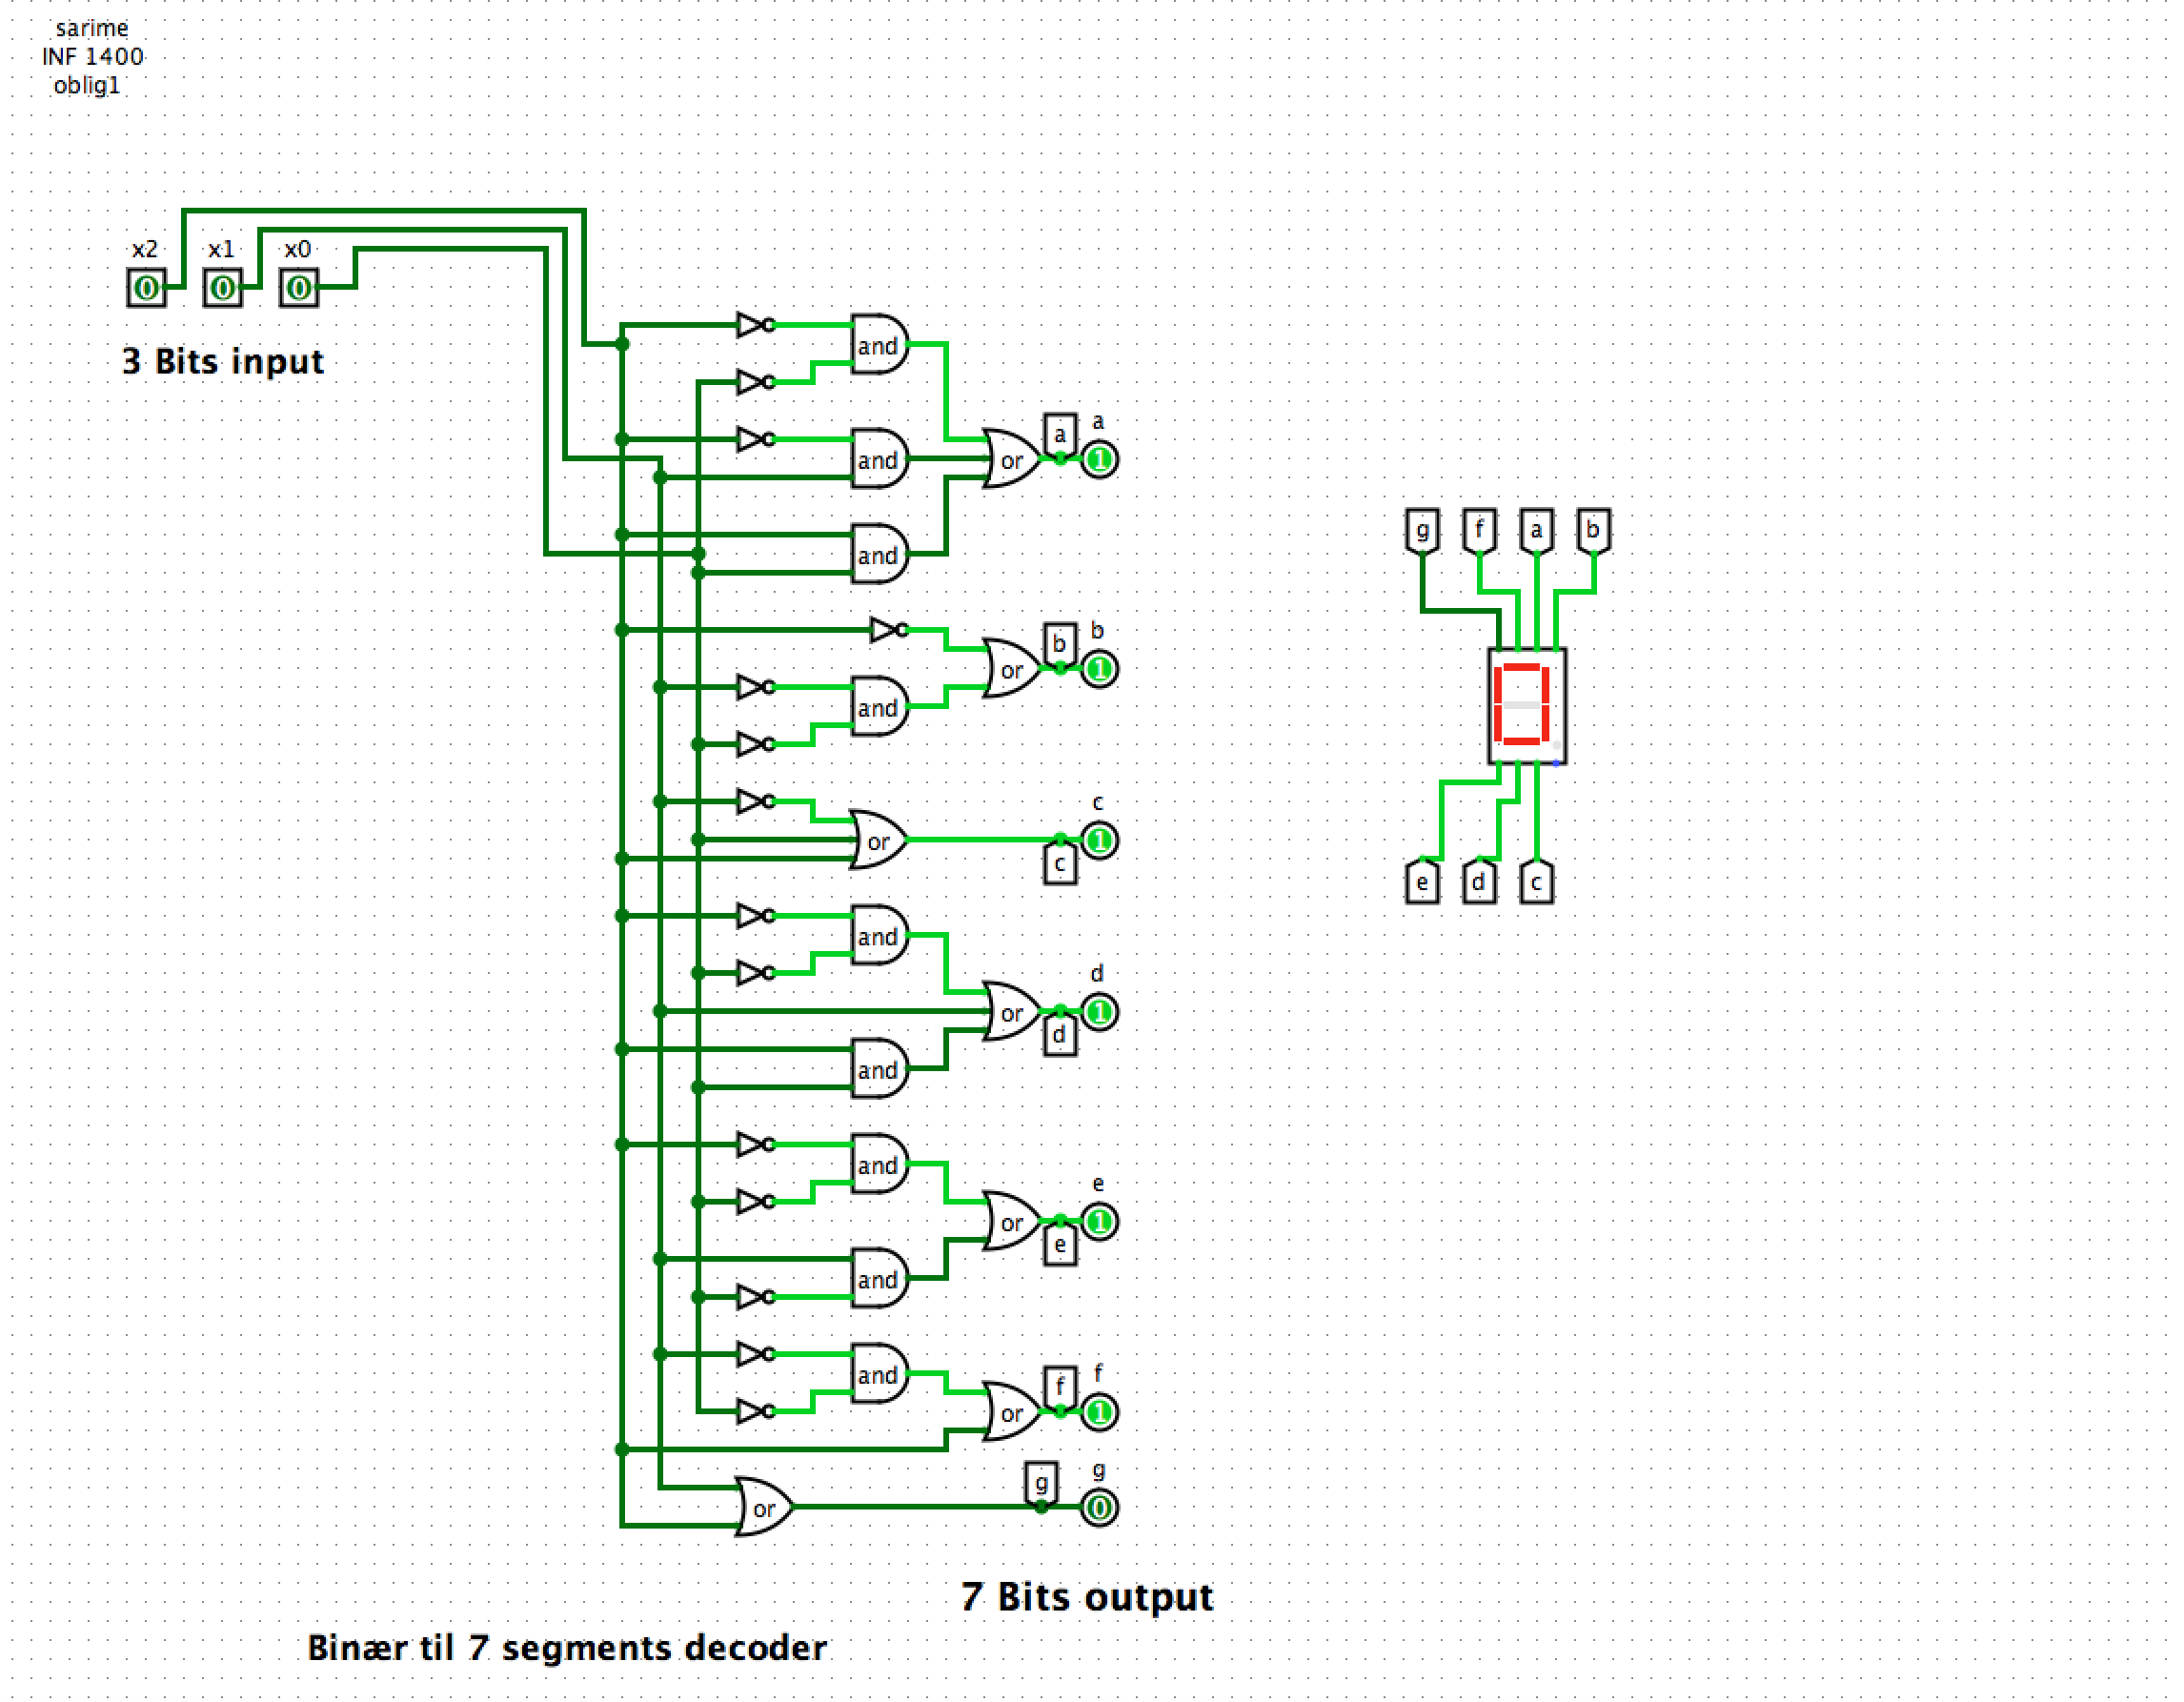 sarime
INF 1400
oblig1
x2 x1 x0
0 0 0
3 Bits input
and
a a
and or 1
and
g f a b
b b
or 1
and
c
or 1
c
e d c
and
d
or 1
d
and
and
e
or 1
e
and
f f
and
or 1
g g
or 0
7 Bits output
Binær til 7 segments decoder